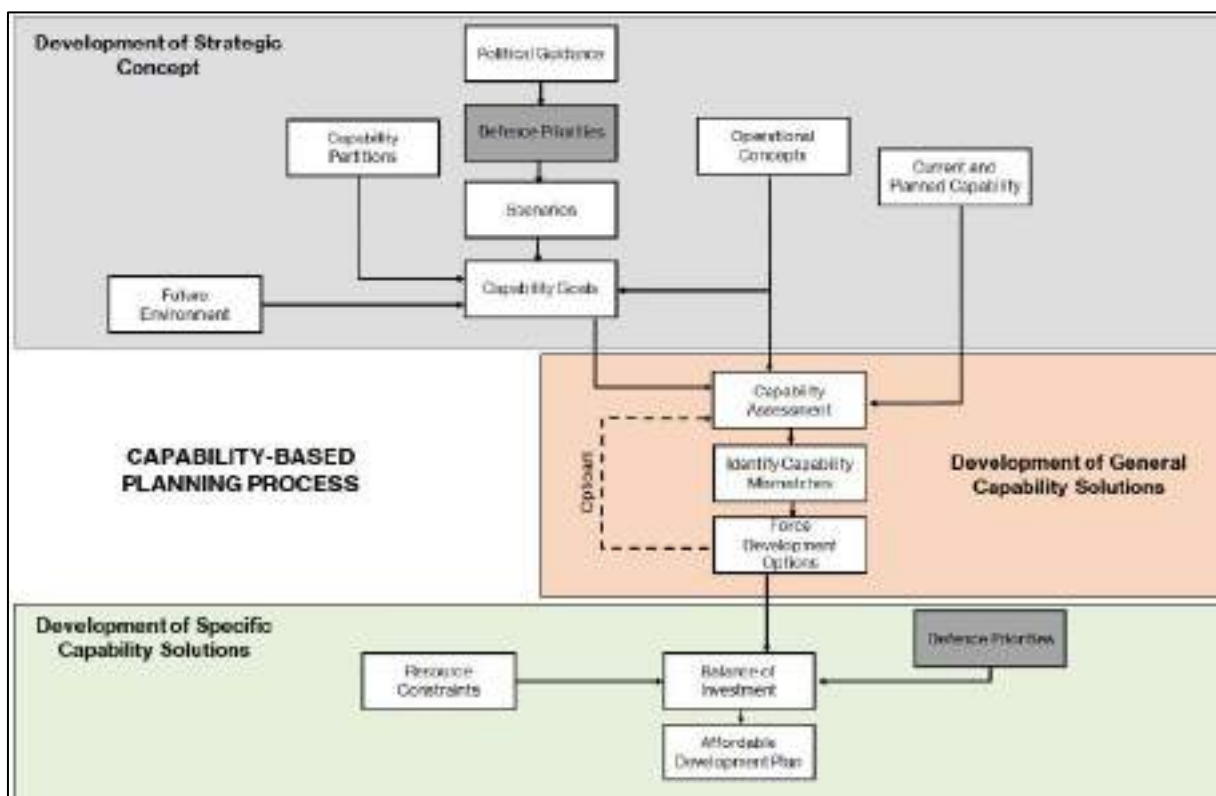 Development of Strategic
Concept
Political Guidance
Defence Priorities
Capability
Partitions
Operational
Concepts
Current and
Planned Capability
Scenarios
Capability Goals
Future
Environment
Capability
Assessment
CAPABILITY-BASED
PLANNING PROCESS
Identify Capability
Mismatches
Development of General
Capability Solutions
Options
Force
Development
Options
Development of Specific
Capability Solutions
Defence Priorities
Resource
Constraints
Balance of
Investment
Affordable
Development Plan